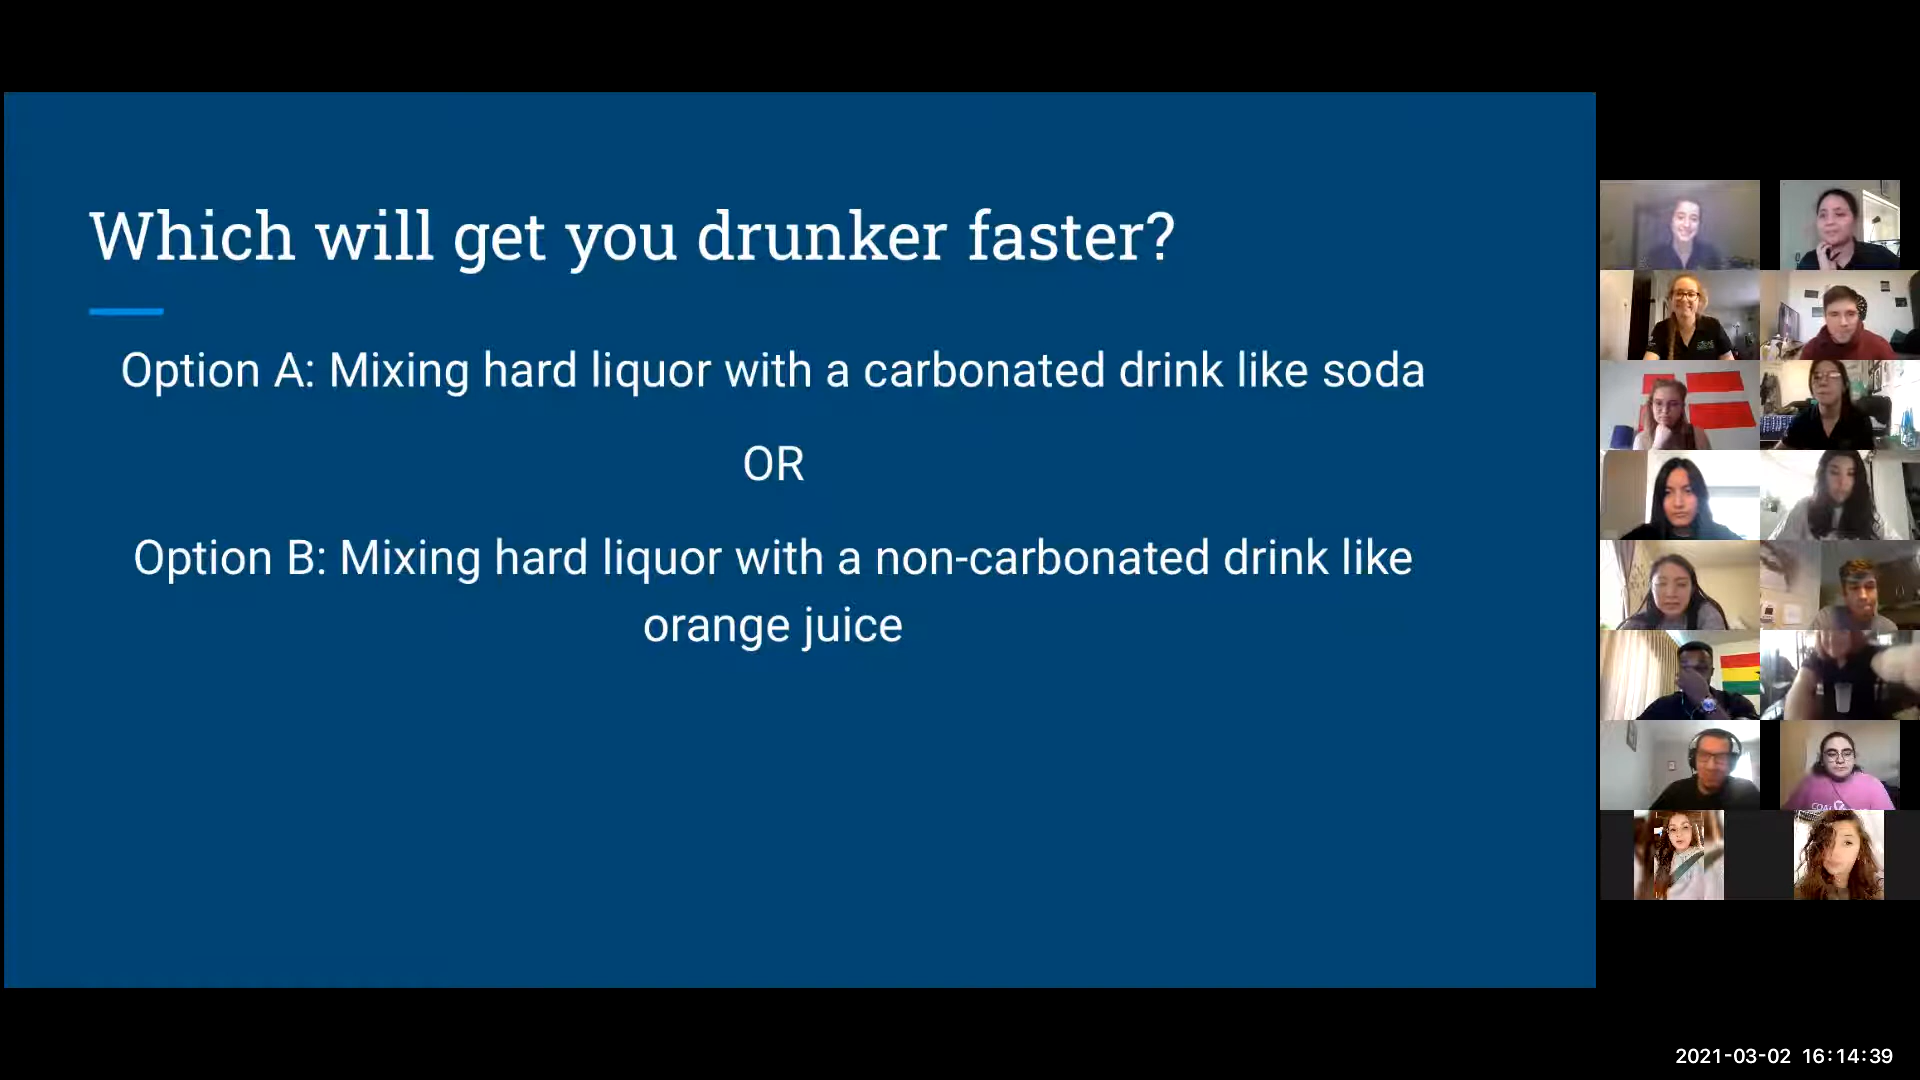 Which will get you drunker faster?
Option A: Mixing hard liquor with a carbonated drink like soda
OR
Option B: Mixing hard liquor with a non-carbonated drink like
orange juice
2021-03-02 16:14:39